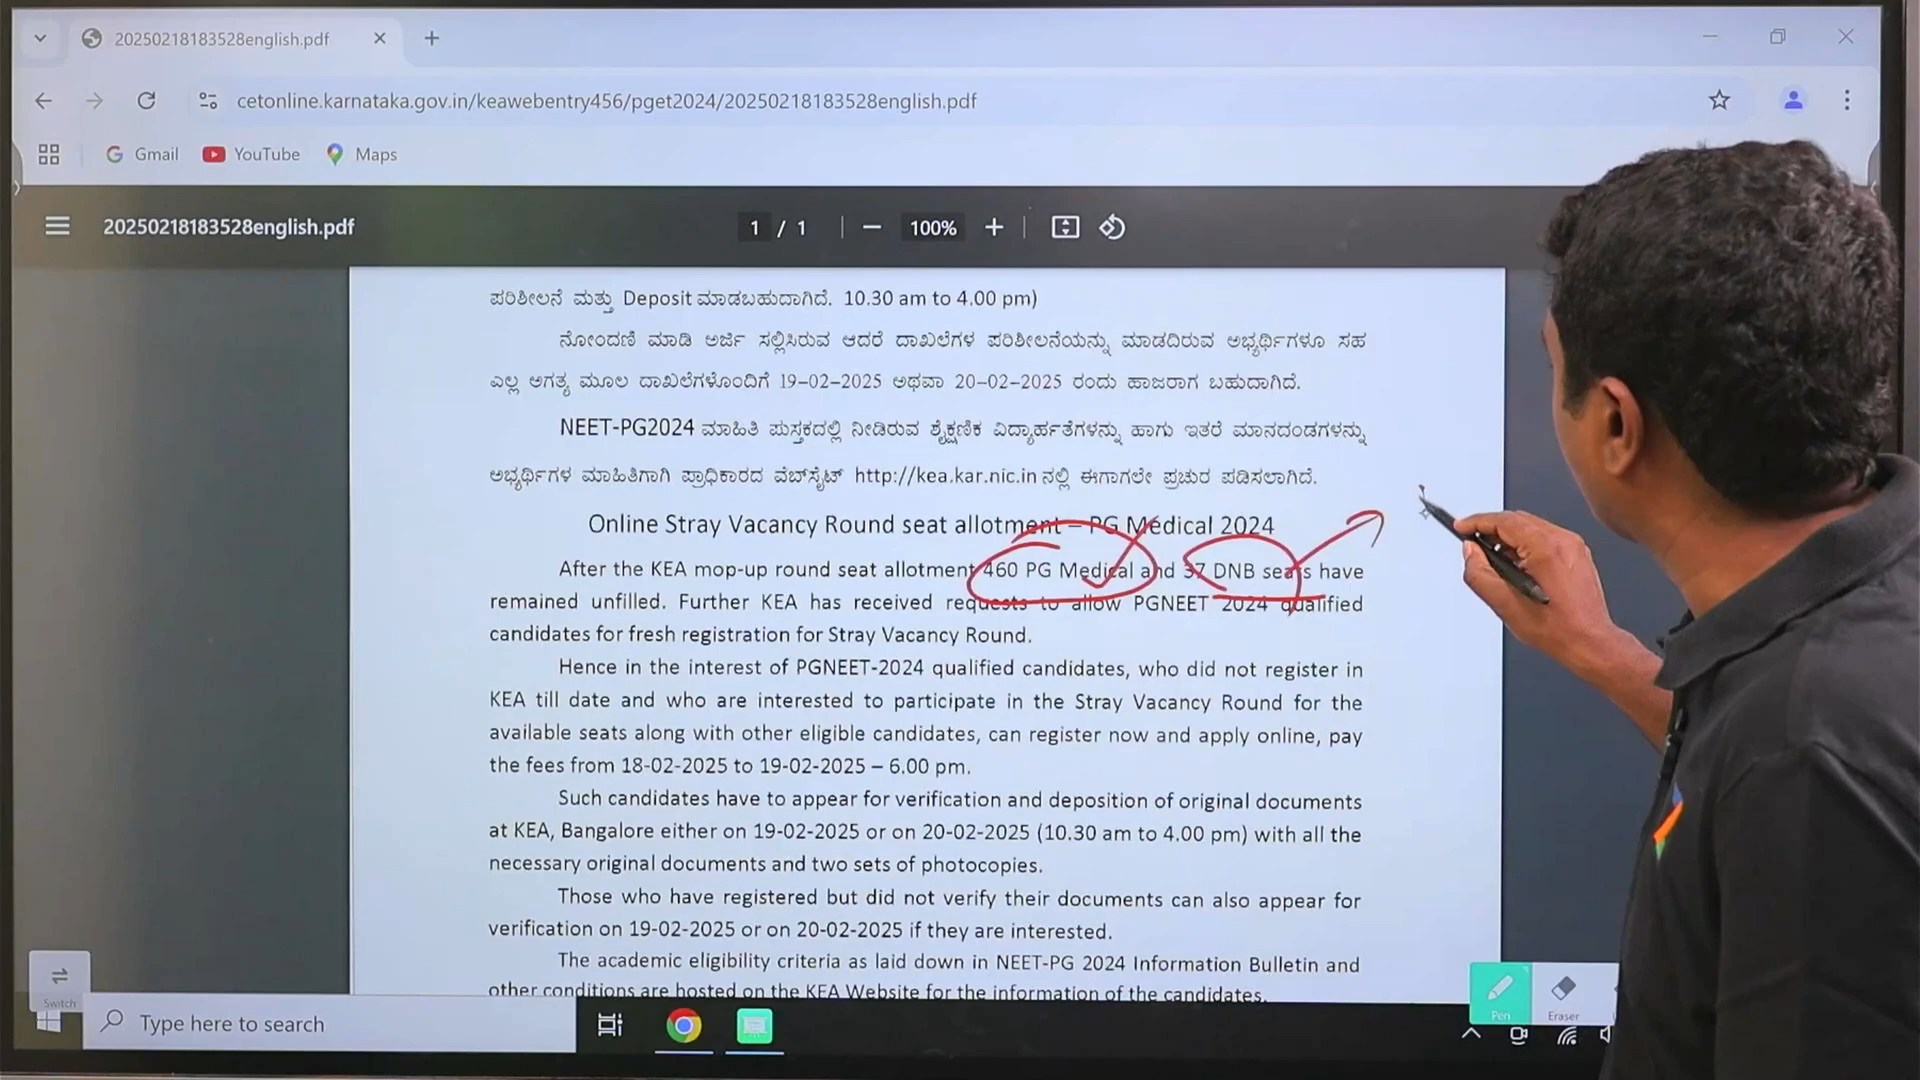 20250218183528english.pdf
cetonline.karnataka.gov.in/keawebentry456/pget2024/20250218183528english.pdf
Gmail YouTube Maps
20250218183528english.pdf 1 / 1 100%
ಪರಿಶೀಲನೆ ಮತ್ತು Deposit ಮಾಡಬಹುದಾಗಿದೆ. 10.30 am to 4.00 pm)
ನೋಂದಣಿ ಮಾಡಿ ಅರ್ಜಿ ಸಲ್ಲಿಸಿರುವ ಆದರೆ ದಾಖಲೆಗಳ ಪರಿಶೀಲನೆಯನ್ನು ಮಾಡದಿರುವ ಅಭ್ಯರ್ಥಿಗಳೂ ಸಹ
ಎಲ್ಲ ಅಗತ್ಯ ಮೂಲ ದಾಖಲೆಗಳೊಂದಿಗೆ 19-02-2025 ಅಥವಾ 20-02-2025 ರಂದು ಹಾಜರಾಗ ಬಹುದಾಗಿದೆ.
NEET-PG2024 ಮಾಹಿತಿ ಪುಸ್ತಕದಲ್ಲಿ ನೀಡಿರುವ ಶೈಕ್ಷಣಿಕ ವಿದ್ಯಾರ್ಹತೆಗಳನ್ನು ಹಾಗು ಇತರೆ ಮಾನದಂಡಗಳನ್ನು
ಅಭ್ಯರ್ಥಿಗಳ ಮಾಹಿತಿಗಾಗಿ ಪ್ರಾಧಿಕಾರದ ವೆಬ್‌ಸೈಟ್ http://kea.kar.nic.in ನಲ್ಲಿ ಈಗಾಗಲೇ ಪ್ರಚುರ ಪಡಿಸಲಾಗಿದೆ.
Online Stray Vacancy Round seat allotment – PG Medical 2024
After the KEA mop-up round seat allotment 460 PG Medical and 37 DNB seats have
remained unfilled. Further KEA has received requests to allow PGNEET 2024 qualified
candidates for fresh registration for Stray Vacancy Round.
Hence in the interest of PGNEET-2024 qualified candidates, who did not register in
KEA till date and who are interested to participate in the Stray Vacancy Round for the
available seats along with other eligible candidates, can register now and apply online, pay
the fees from 18-02-2025 to 19-02-2025 – 6.00 pm.
Such candidates have to appear for verification and deposition of original documents
at KEA, Bangalore either on 19-02-2025 or on 20-02-2025 (10.30 am to 4.00 pm) with all the
necessary original documents and two sets of photocopies.
Those who have registered but did not verify their documents can also appear for
verification on 19-02-2025 or on 20-02-2025 if they are interested.
The academic eligibility criteria as laid down in NEET-PG 2024 Information Bulletin and
other conditions are hosted on the KEA Website for the information of the candidates.
Switch
Pen Eraser
Type here to search